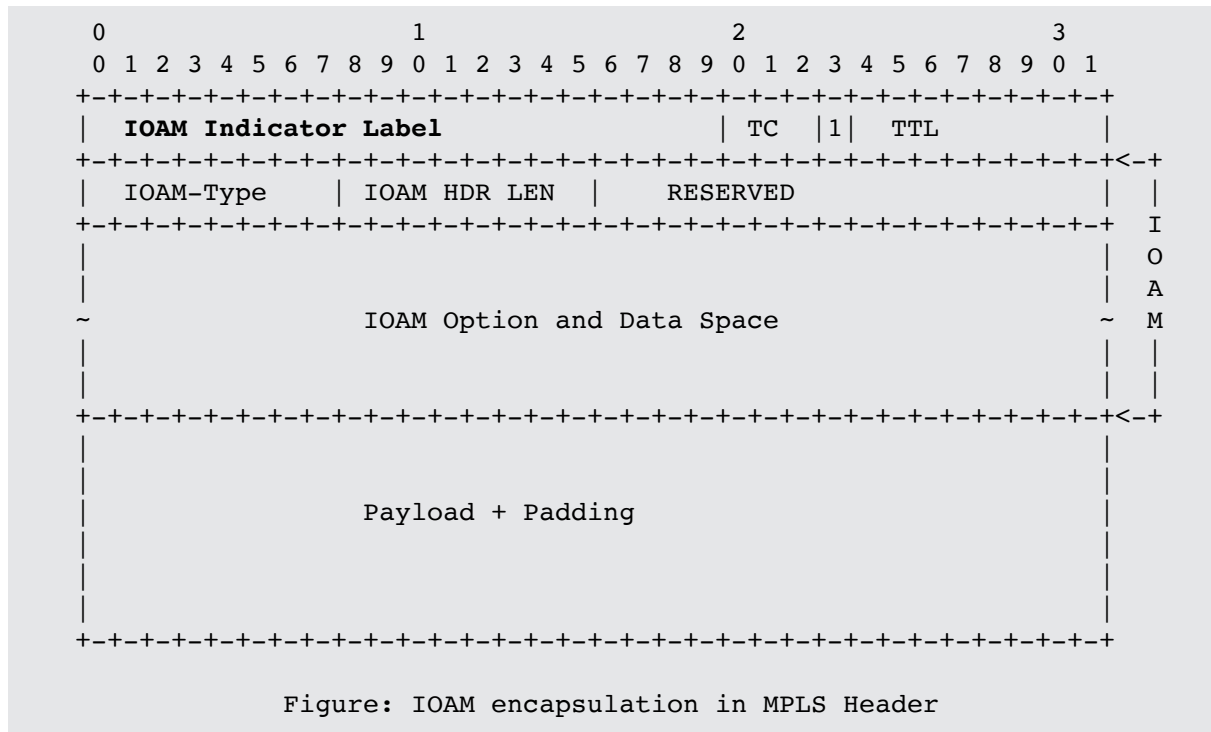 0                   1                   2                   3
 0 1 2 3 4 5 6 7 8 9 0 1 2 3 4 5 6 7 8 9 0 1 2 3 4 5 6 7 8 9 0 1
+-+-+-+-+-+-+-+-+-+-+-+-+-+-+-+-+-+-+-+-+-+-+-+-+-+-+-+-+-+-+-+-+
|  IOAM Indicator Label                 | TC  |1|  TTL          |
+-+-+-+-+-+-+-+-+-+-+-+-+-+-+-+-+-+-+-+-+-+-+-+-+-+-+-+-+-+-+-+-+<-+
|  IOAM-Type    | IOAM HDR LEN  |    RESERVED                   |  |
+-+-+-+-+-+-+-+-+-+-+-+-+-+-+-+-+-+-+-+-+-+-+-+-+-+-+-+-+-+-+-+-+  I
|                                                               |  O
|                                                               |  A
~                 IOAM Option and Data Space                    ~  M
|                                                               |  |
|                                                               |  |
+-+-+-+-+-+-+-+-+-+-+-+-+-+-+-+-+-+-+-+-+-+-+-+-+-+-+-+-+-+-+-+-+<-+
|                                                               |
|                                                               |
|                 Payload + Padding                             |
|                                                               |
|                                                               |
|                                                               |
+-+-+-+-+-+-+-+-+-+-+-+-+-+-+-+-+-+-+-+-+-+-+-+-+-+-+-+-+-+-+-+-+
Figure: IOAM encapsulation in MPLS Header